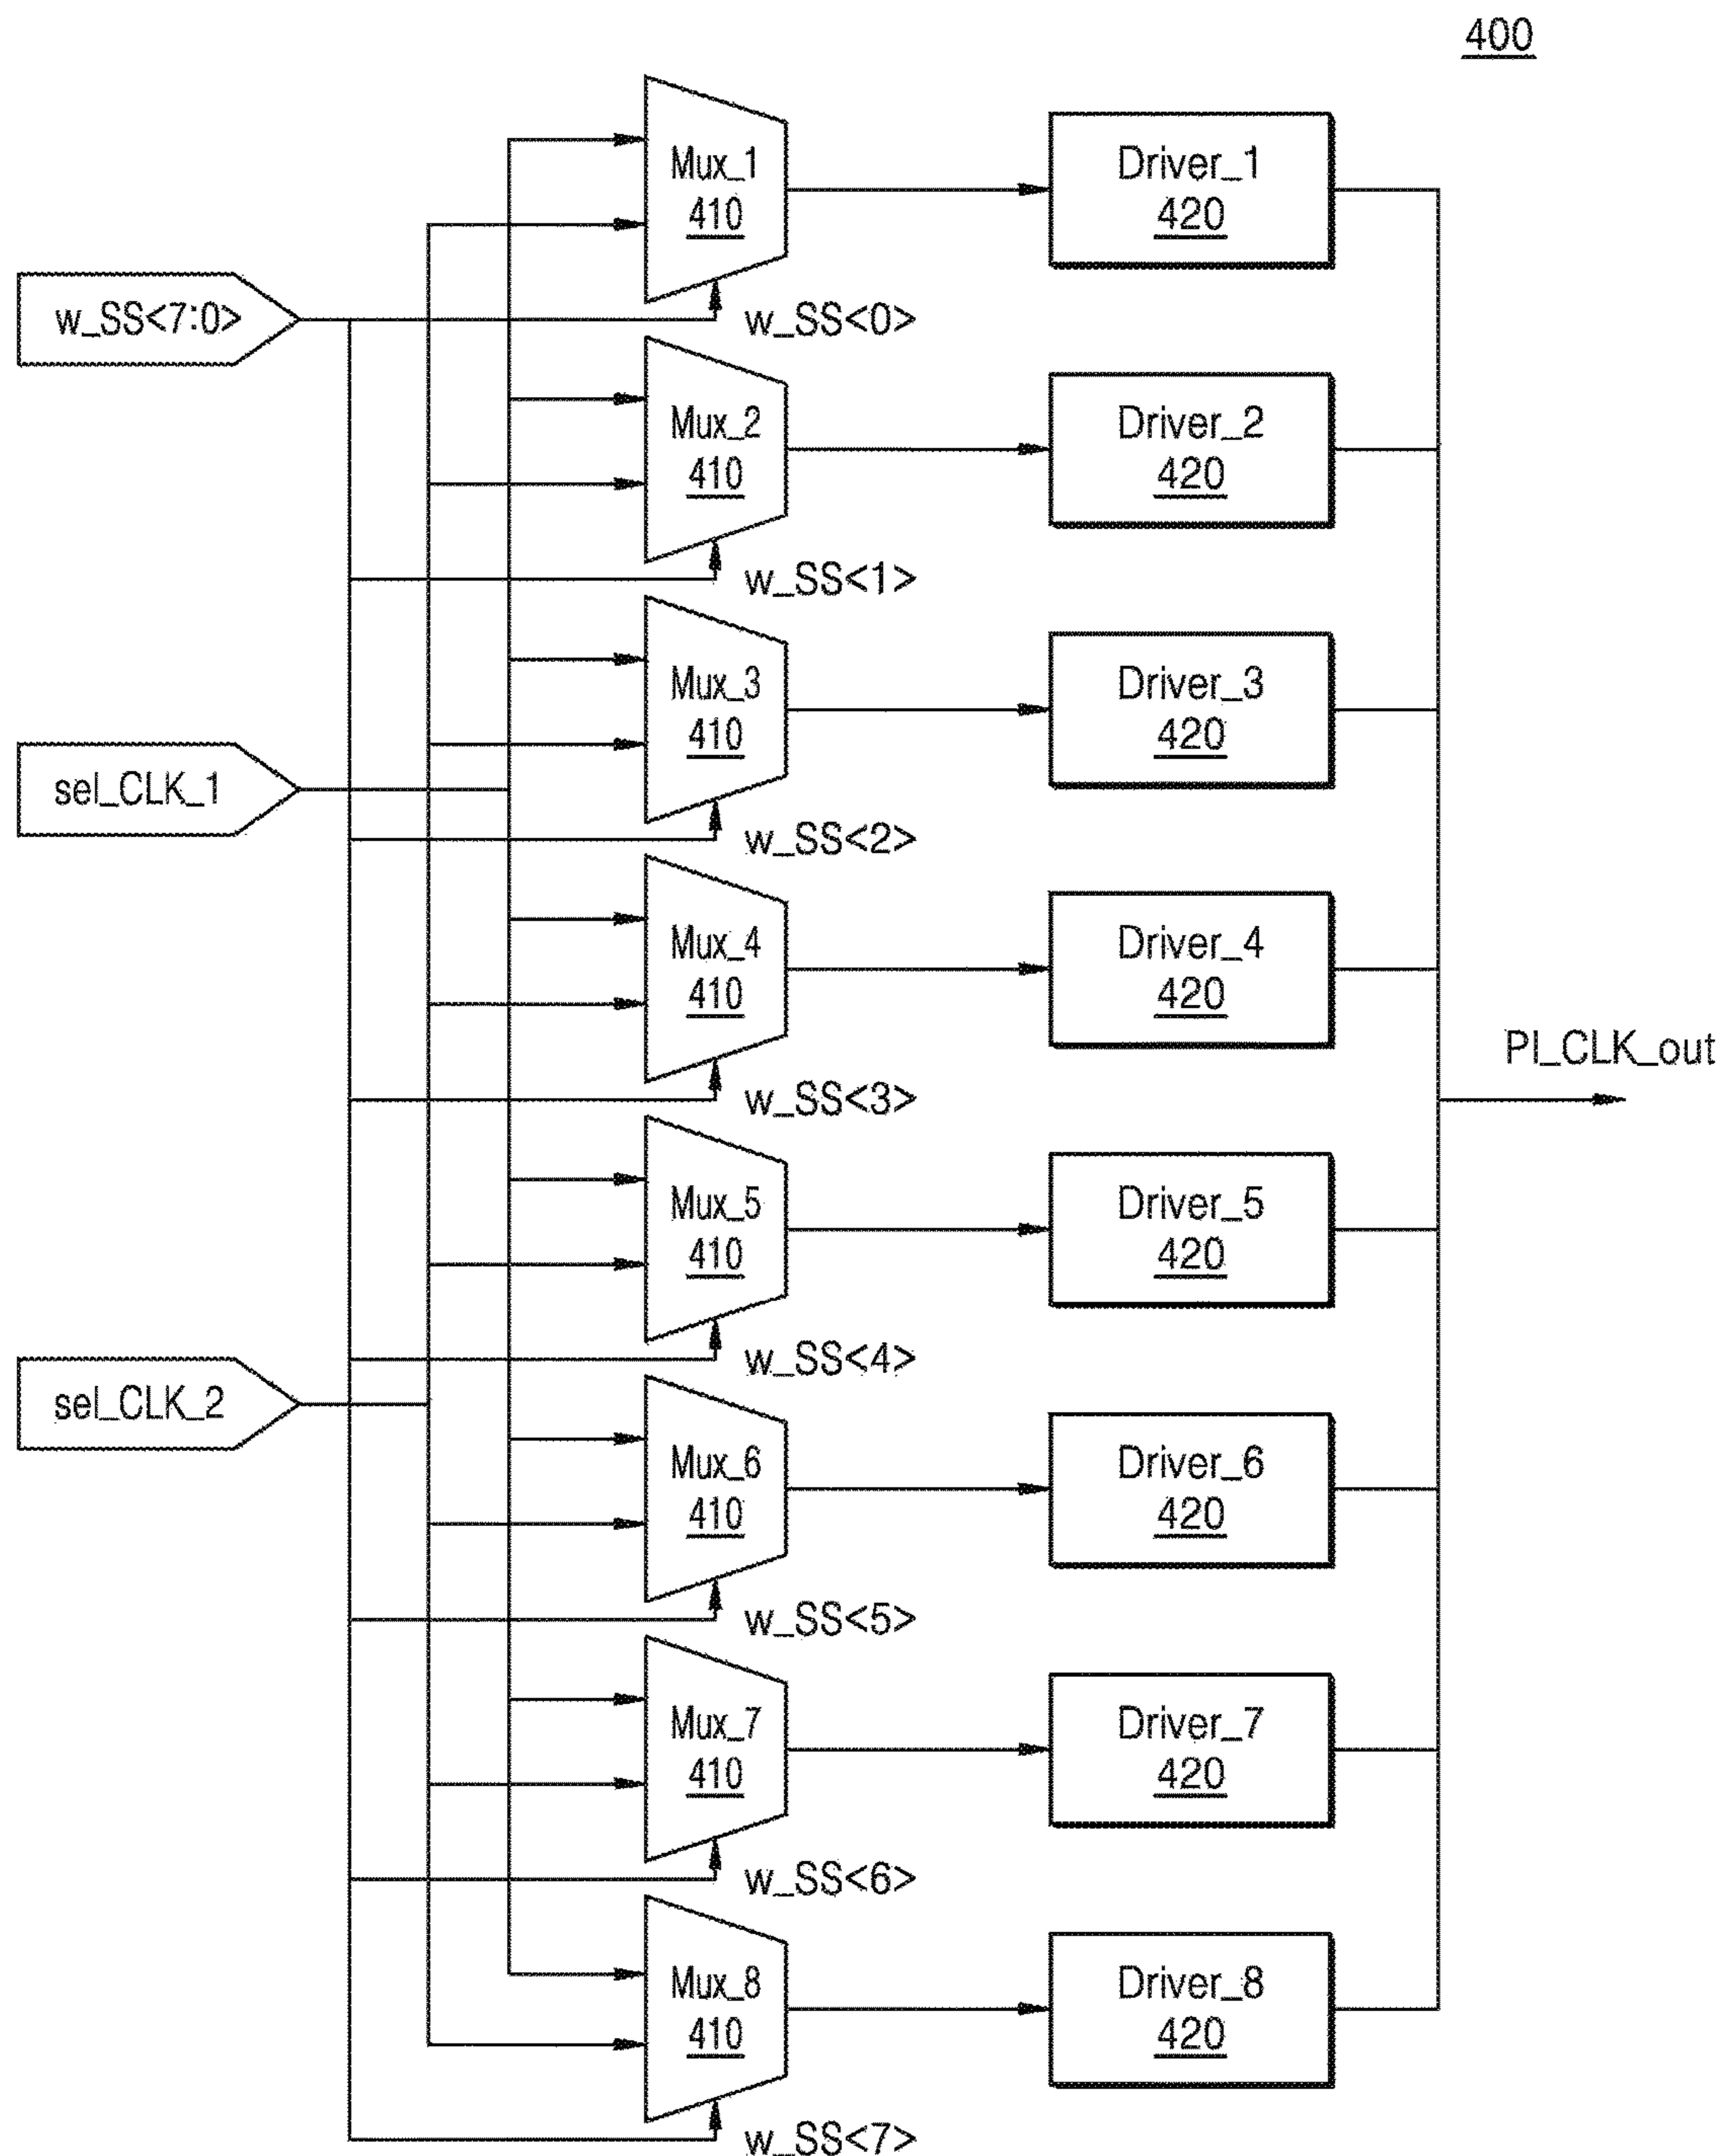 400
Mux_1
410
Driver_1
420
w_SS<7:0>
w_SS<0>
Mux_2
410
Driver_2
420
w_SS<1>
Mux_3
410
Driver_3
420
sel_CLK_1
w_SS<2>
Mux_4
410
Driver_4
420
PI_CLK_out
w_SS<3>
Mux_5
410
Driver_5
420
w_SS<4>
sel_CLK_2
Mux_6
410
Driver_6
420
w_SS<5>
Mux_7
410
Driver_7
420
w_SS<6>
Mux_8
410
Driver_8
420
w_SS<7>